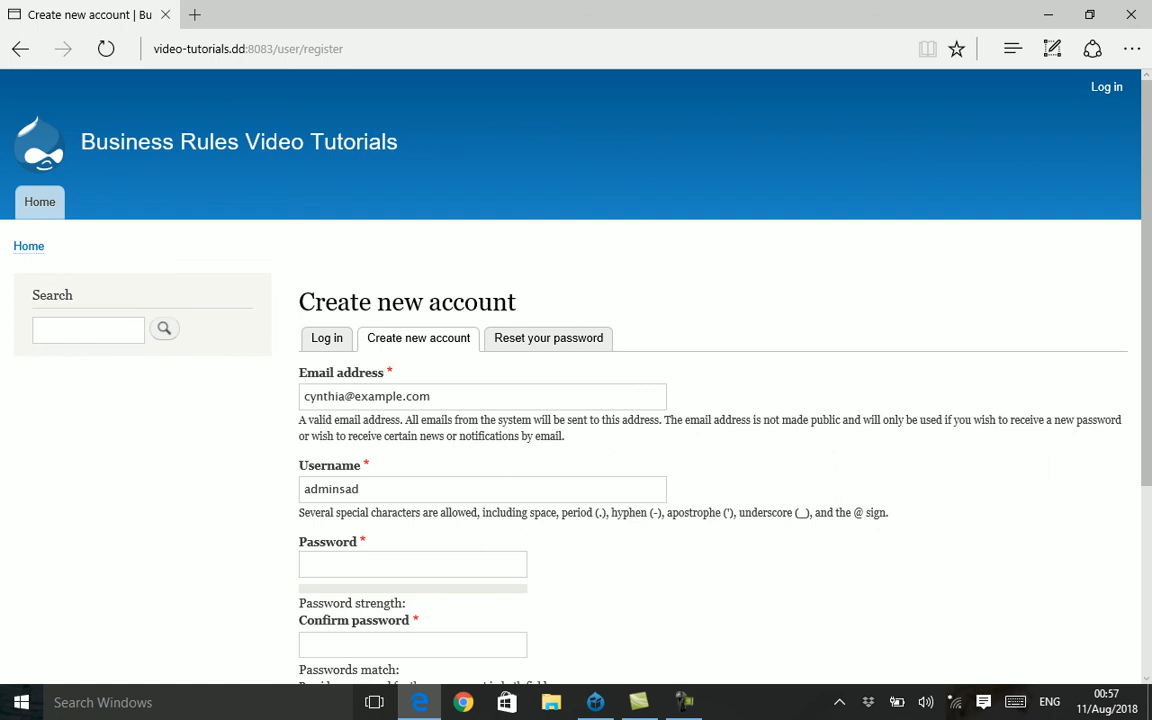 Create new account | Bu
video-tutorials.dd:8083/user/register
Log in
Business Rules Video Tutorials
Home
Home
Search
Create new account
Log in
Create new account
Reset your password
Email address *
cynthia@example.com
A valid email address. All emails from the system will be sent to this address. The email address is not made public and will only be used if you wish to receive a new password
or wish to receive certain news or notifications by email.
Username *
adminsad
Several special characters are allowed, including space, period (.), hyphen (-), apostrophe ('), underscore (_), and the @ sign.
Password *
Password strength:
Confirm password *
Passwords match:
Search Windows
ENG
00:57
11/Aug/2018